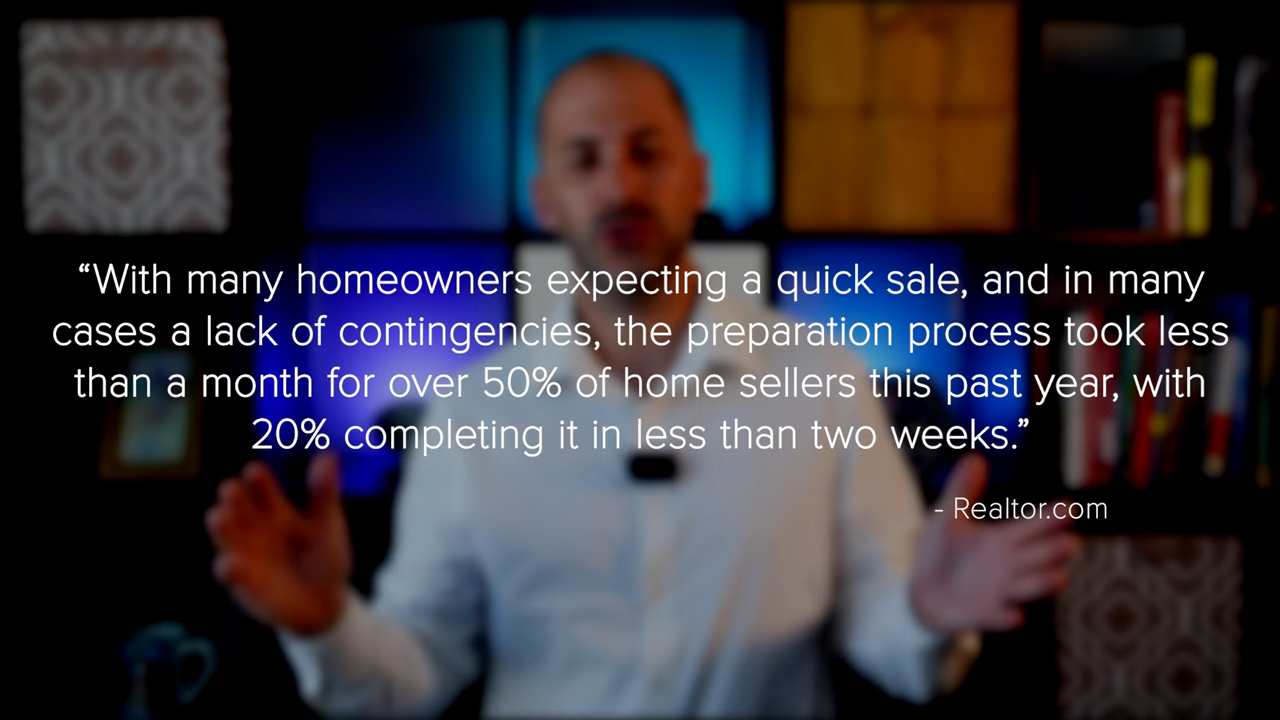 “With many homeowners expecting a quick sale, and in many
cases a lack of contingencies, the preparation process took less
than a month for over 50% of home sellers this past year, with
20% completing it in less than two weeks.”
- Realtor.com